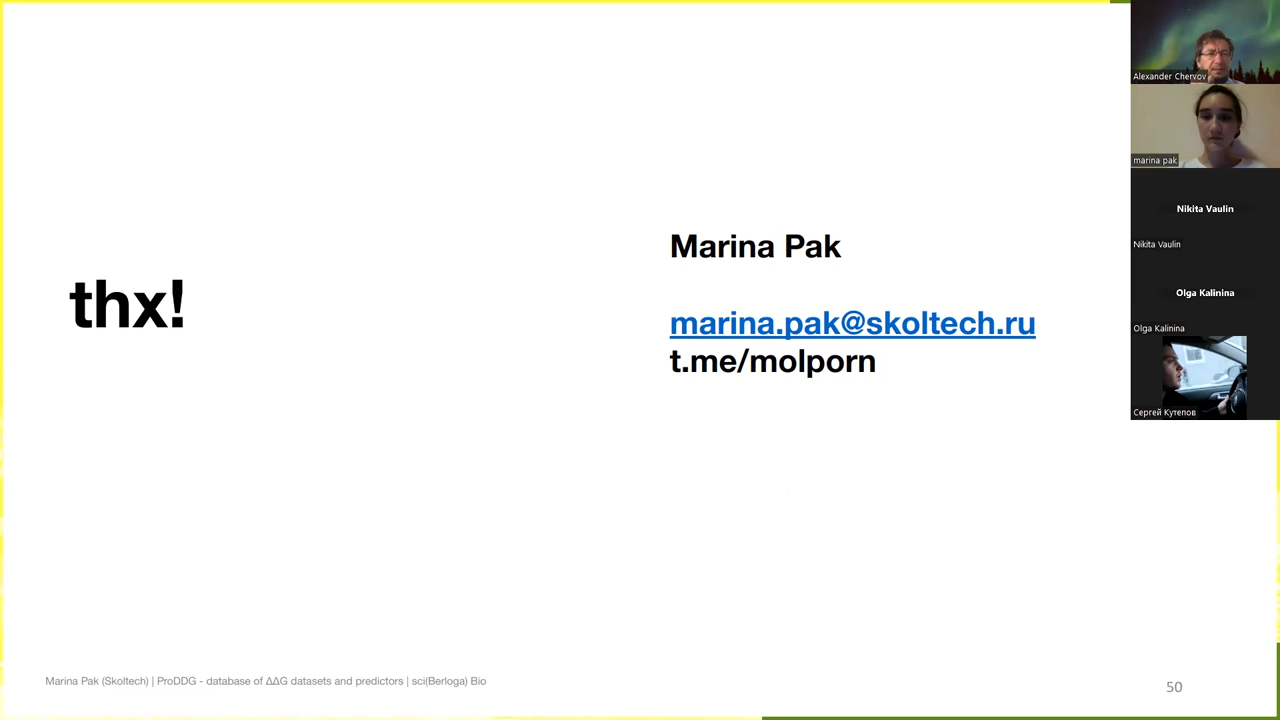 thx!
Marina Pak
marina.pak@skoltech.ru
t.me/molporn
Marina Pak (Skoltech) | ProDDG - database of ΔΔG datasets and predictors | sci(Berloga) Bio
50
Alexander Chervov
marina pak
Nikita Vaulin
Nikita Vaulin
Olga Kalinina
Olga Kalinina
Сергей Кутепов